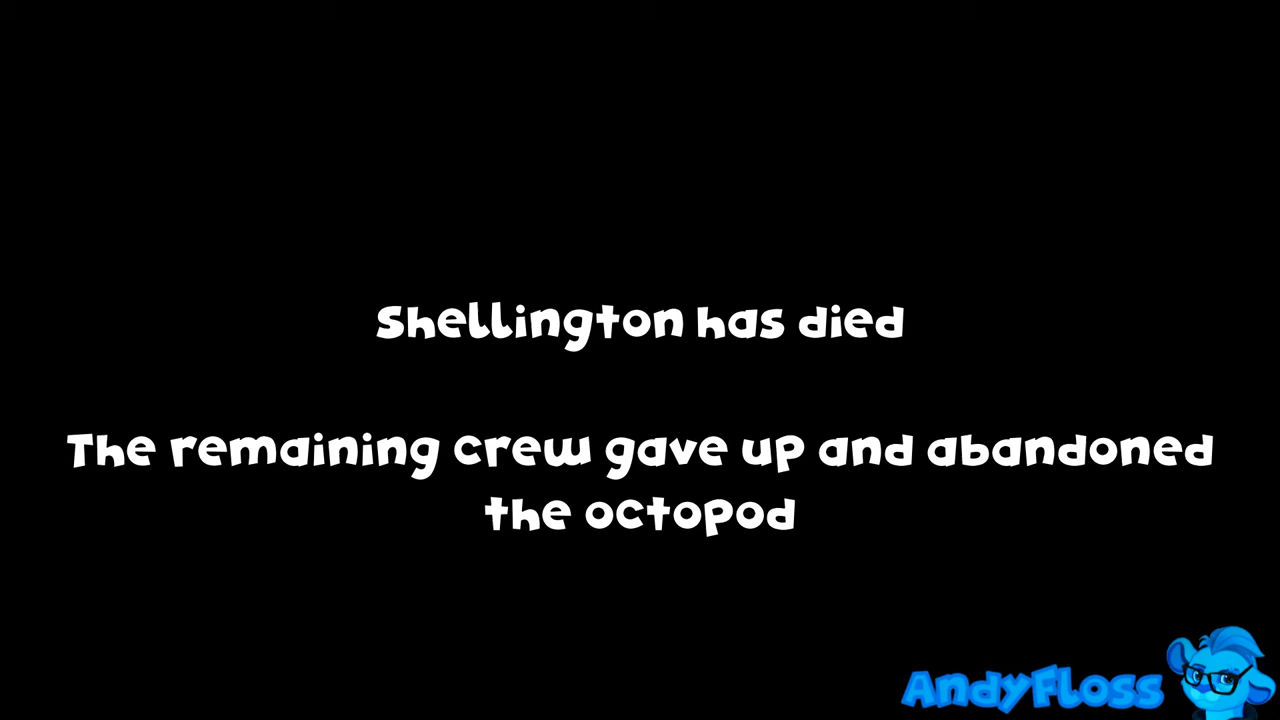 Shellington has died
The remaining crew gave up and abandoned
the octopod
AndyFloss